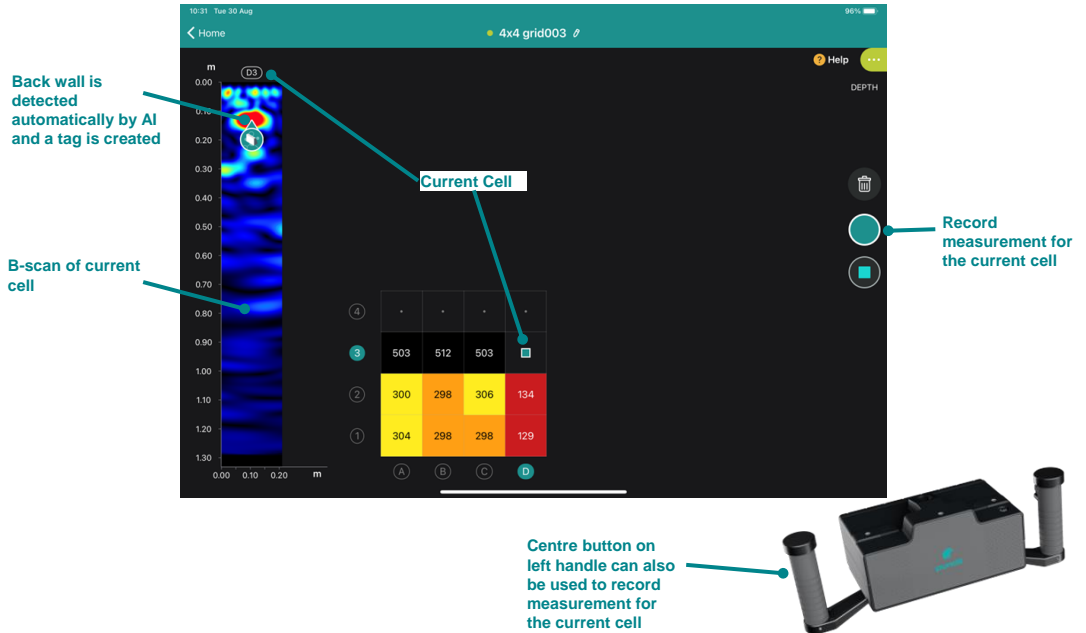 10:31 Tue 30 Aug
96%
Home
4x4 grid003
? Help
...
DEPTH
m
D3
0.00
0.10
0.20
0.30
0.40
0.50
0.60
0.70
0.80
0.90
1.00
1.10
1.20
1.30
0.00 0.10 0.20 m
Back wall is
detected
automatically by AI
and a tag is created
Current Cell
B-scan of current
cell
Record
measurement for
the current cell
4
3 503 512 503
2 300 298 306 134
1 304 298 298 129
A B C D
Centre button on
left handle can also
be used to record
measurement for
the current cell